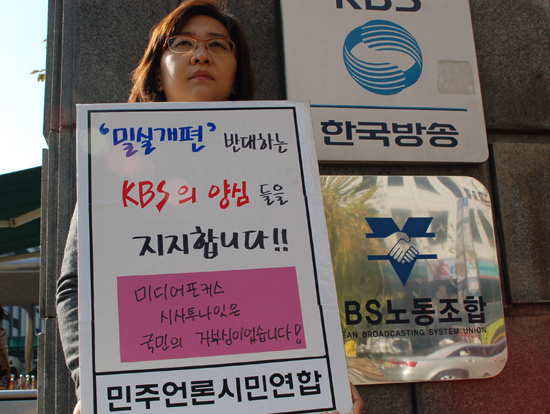 KBS
한국방송
'밀실개편' 반대하는
KBS의 양심 들을
지지합니다!!
미디어포커스
시사투나잇은
국민의 자부심이었습니다!
민주언론시민연합
BS노동조합
EAN BROADCASTING SYSTEM UNION